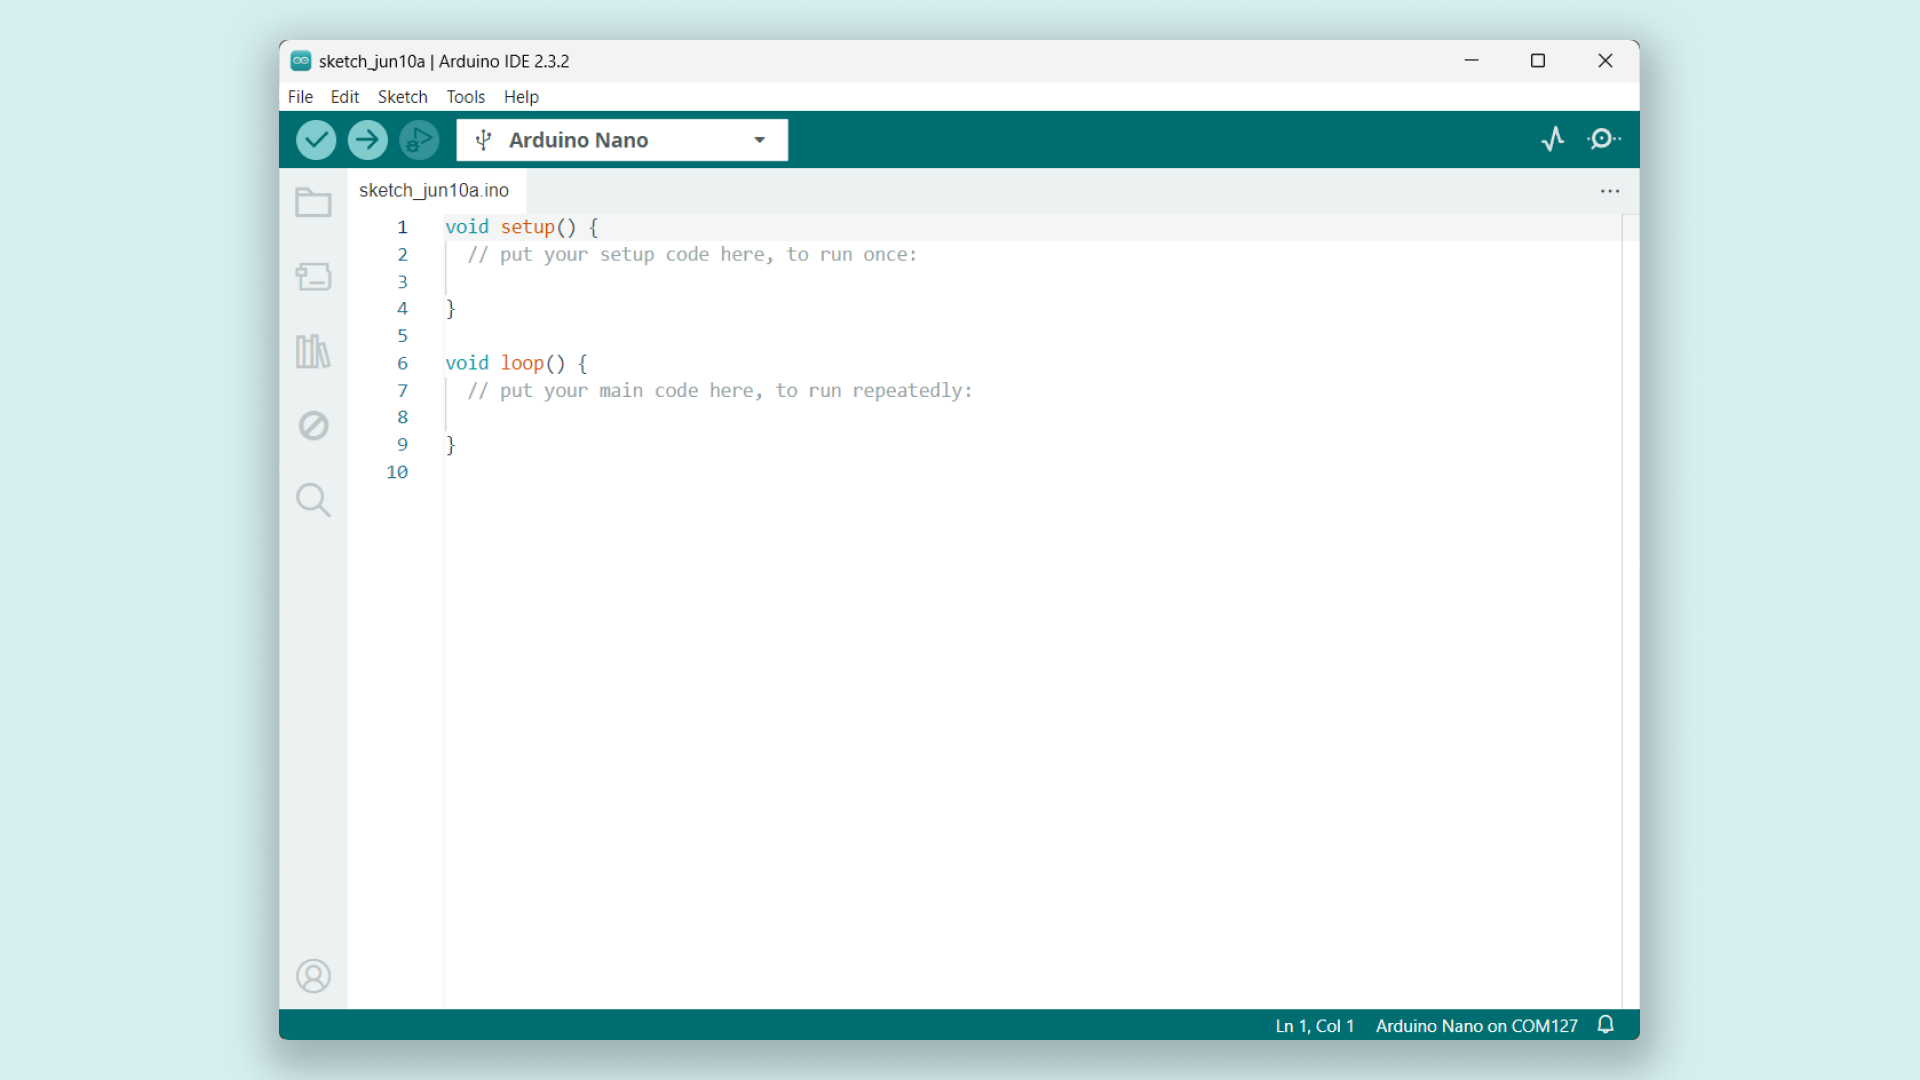 sketch_jun10a | Arduino IDE 2.3.2
File Edit Sketch Tools Help
Arduino Nano
sketch_jun10a.ino
1 void setup() {
2 // put your setup code here, to run once:
3
4 }
5
6 void loop() {
7 // put your main code here, to run repeatedly:
8
9 }
10
Ln 1, Col 1 Arduino Nano on COM127